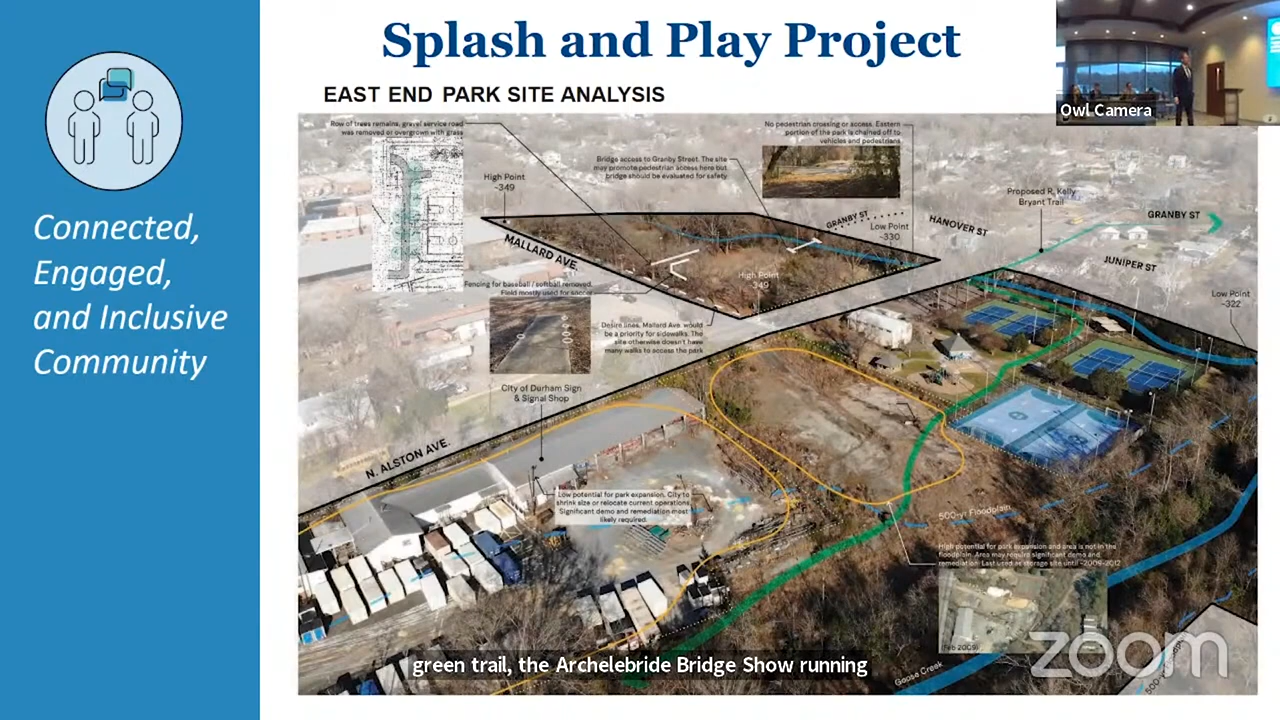 Splash and Play Project
EAST END PARK SITE ANALYSIS
Owl Camera
Connected,
Engaged,
and Inclusive
Community
Row of trees remains, gravel service road
was removed or overgrown with grass
No pedestrian crossing or access. Eastern
portion of the park is chained off to
vehicles and pedestrians
Bridge access to Granby Street. The site
may promote pedestrian access here but
bridge should be evaluated for safety
High Point
~349
Proposed R. Kelly
Bryant Trail
GRANBY ST
GRANBY ST
HANOVER ST
Low Point
~330
JUNIPER ST
MALLARD AVE.
High Point
~349
Fencing for baseball / softball removed.
Field mostly used for soccer
Low Point
~322
Desire lines. Mallard Ave. would
be a priority for sidewalks. The
site otherwise doesn't have
many walks to access the park
City of Durham Sign
& Signal Shop
N. ALSTON AVE.
Low potential for park expansion. City to
shrink size or relocate current operations.
Significant demo and remediation most
likely required.
500-yr Floodplain
High potential for park expansion and area is not in the
floodplain. Area may require significant demo and
remediation. Last used as storage site until ~2009-2012
(Feb 2009)
zoom
Goose Creek
green trail, the Archelebride Bridge Show running